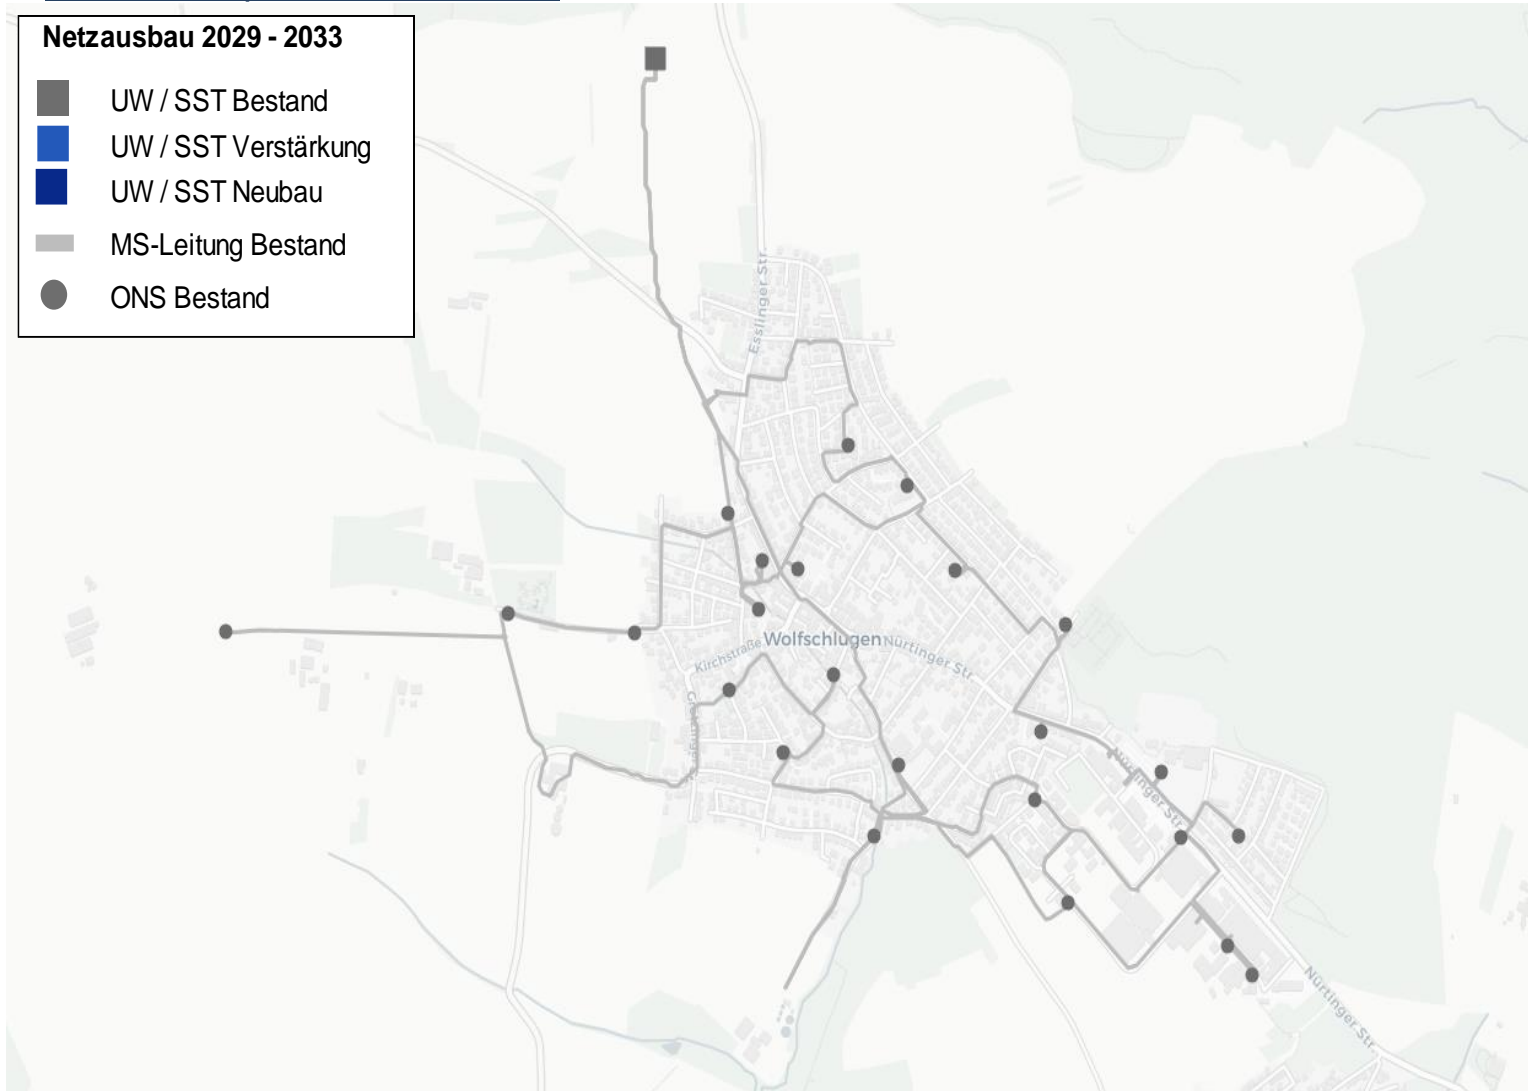 Netzausbau 2029 - 2033
UW / SST Bestand
UW / SST Verstärkung
UW / SST Neubau
MS-Leitung Bestand
ONS Bestand
Esslinger Str.
Kirchstraße
Wolfschlugen
Nürtinger Str.
Nürtinger Str.
Nürtinger Str.